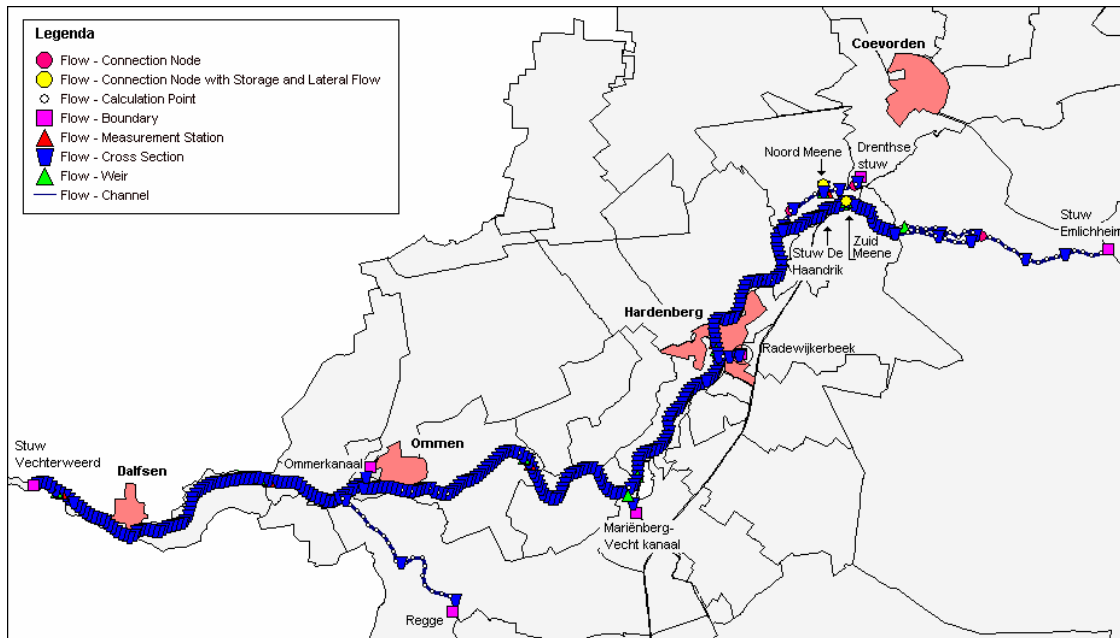 Legenda
Flow - Connection Node
Flow - Connection Node with Storage and Lateral Flow
Flow - Calculation Point
Flow - Boundary
Flow - Measurement Station
Flow - Cross Section
Flow - Weir
Flow - Channel
Coevorden
Noord Meene
Drenthse
stuw
Stuw
Emlichheim
Stuw De
Haandrik
Zuid
Meene
Hardenberg
Radewijkerbeek
Stuw
Vechterweerd
Dalfsen
Ommerkanaal
Ommen
Mariënberg-
Vecht kanaal
Regge